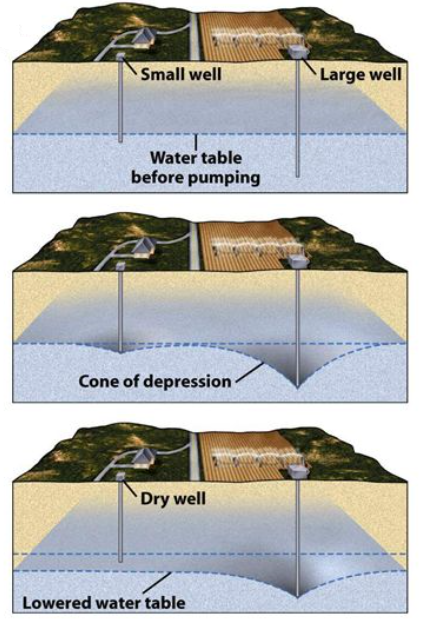 Small well
Large well
Water table
before pumping
Cone of depression
Dry well
Lowered water table